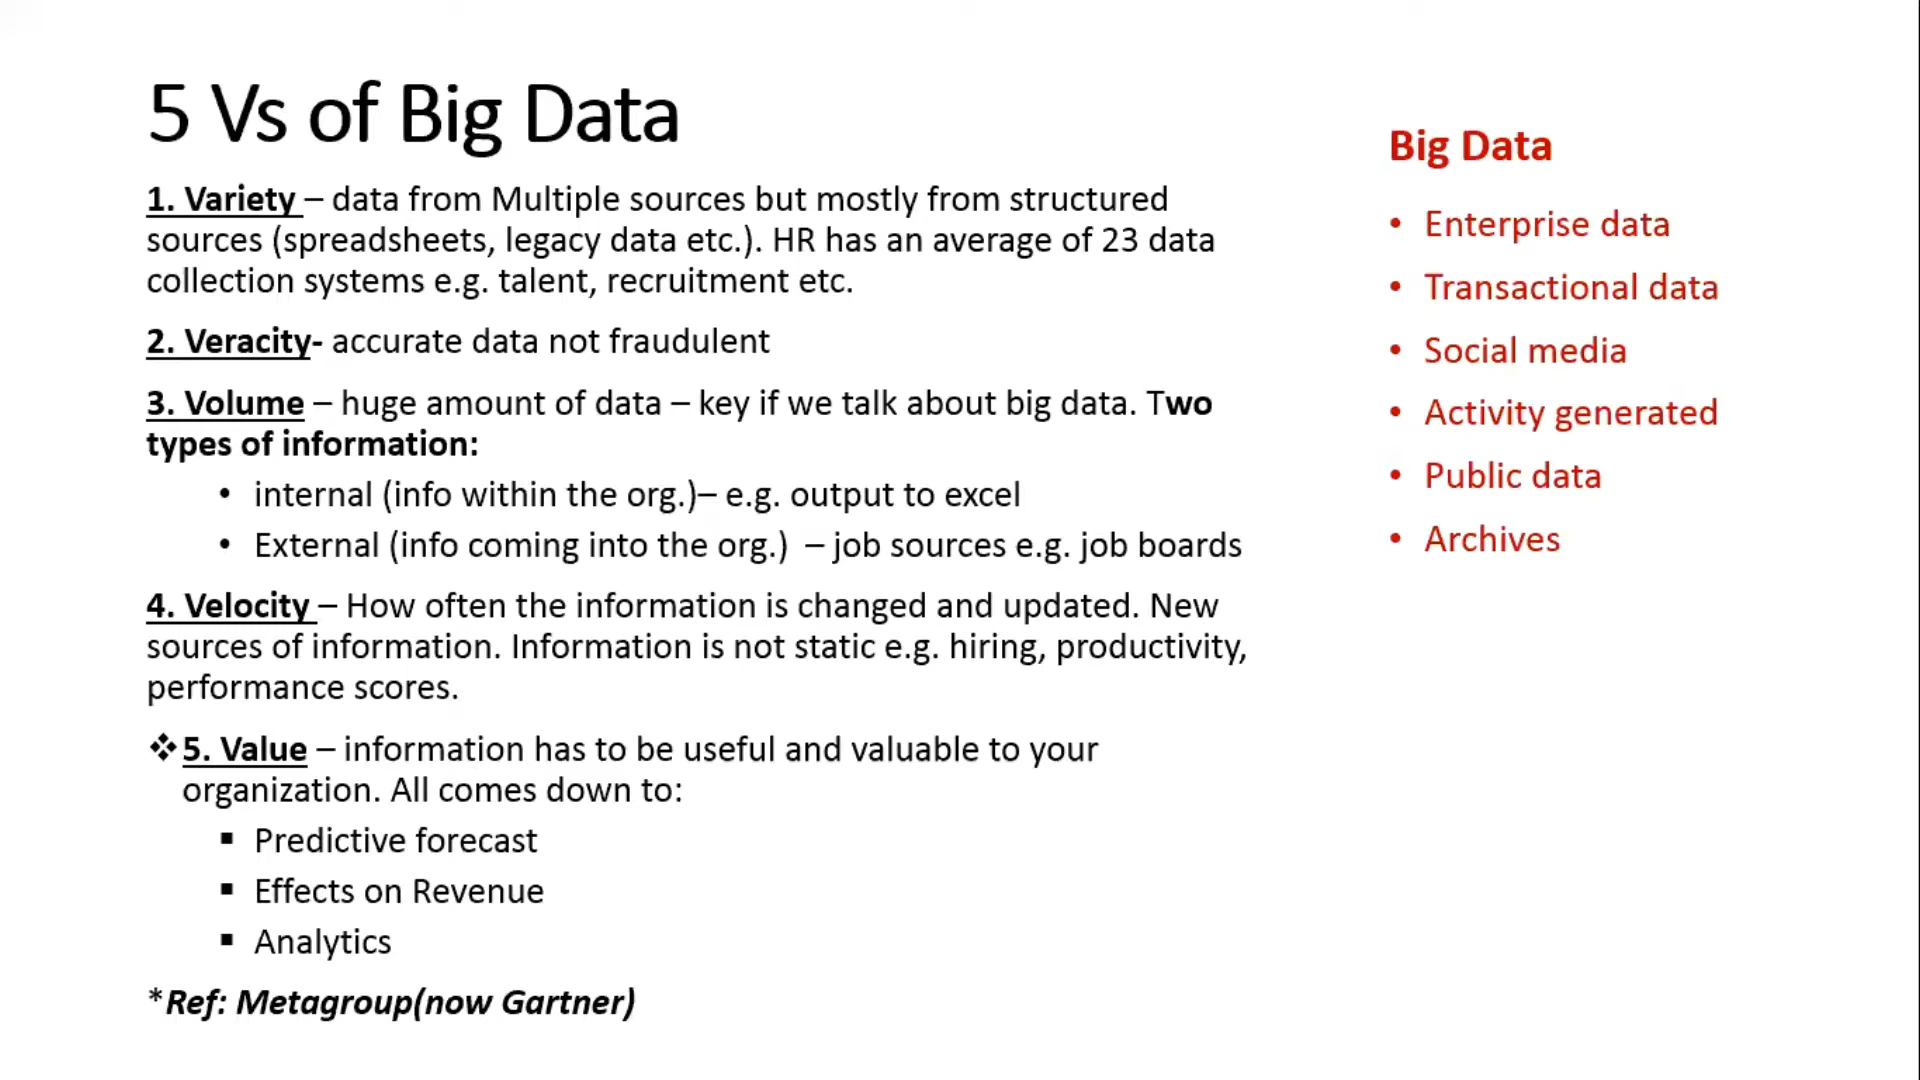 5 Vs of Big Data
1. Variety – data from Multiple sources but mostly from structured
sources (spreadsheets, legacy data etc.). HR has an average of 23 data
collection systems e.g. talent, recruitment etc.
2. Veracity- accurate data not fraudulent
3. Volume – huge amount of data – key if we talk about big data. Two
types of information:
• internal (info within the org.)– e.g. output to excel
• External (info coming into the org.) – job sources e.g. job boards
4. Velocity – How often the information is changed and updated. New
sources of information. Information is not static e.g. hiring, productivity,
performance scores.
❖ 5. Value – information has to be useful and valuable to your
organization. All comes down to:
▪ Predictive forecast
▪ Effects on Revenue
▪ Analytics
*Ref: Metagroup(now Gartner)
Big Data
• Enterprise data
• Transactional data
• Social media
• Activity generated
• Public data
• Archives